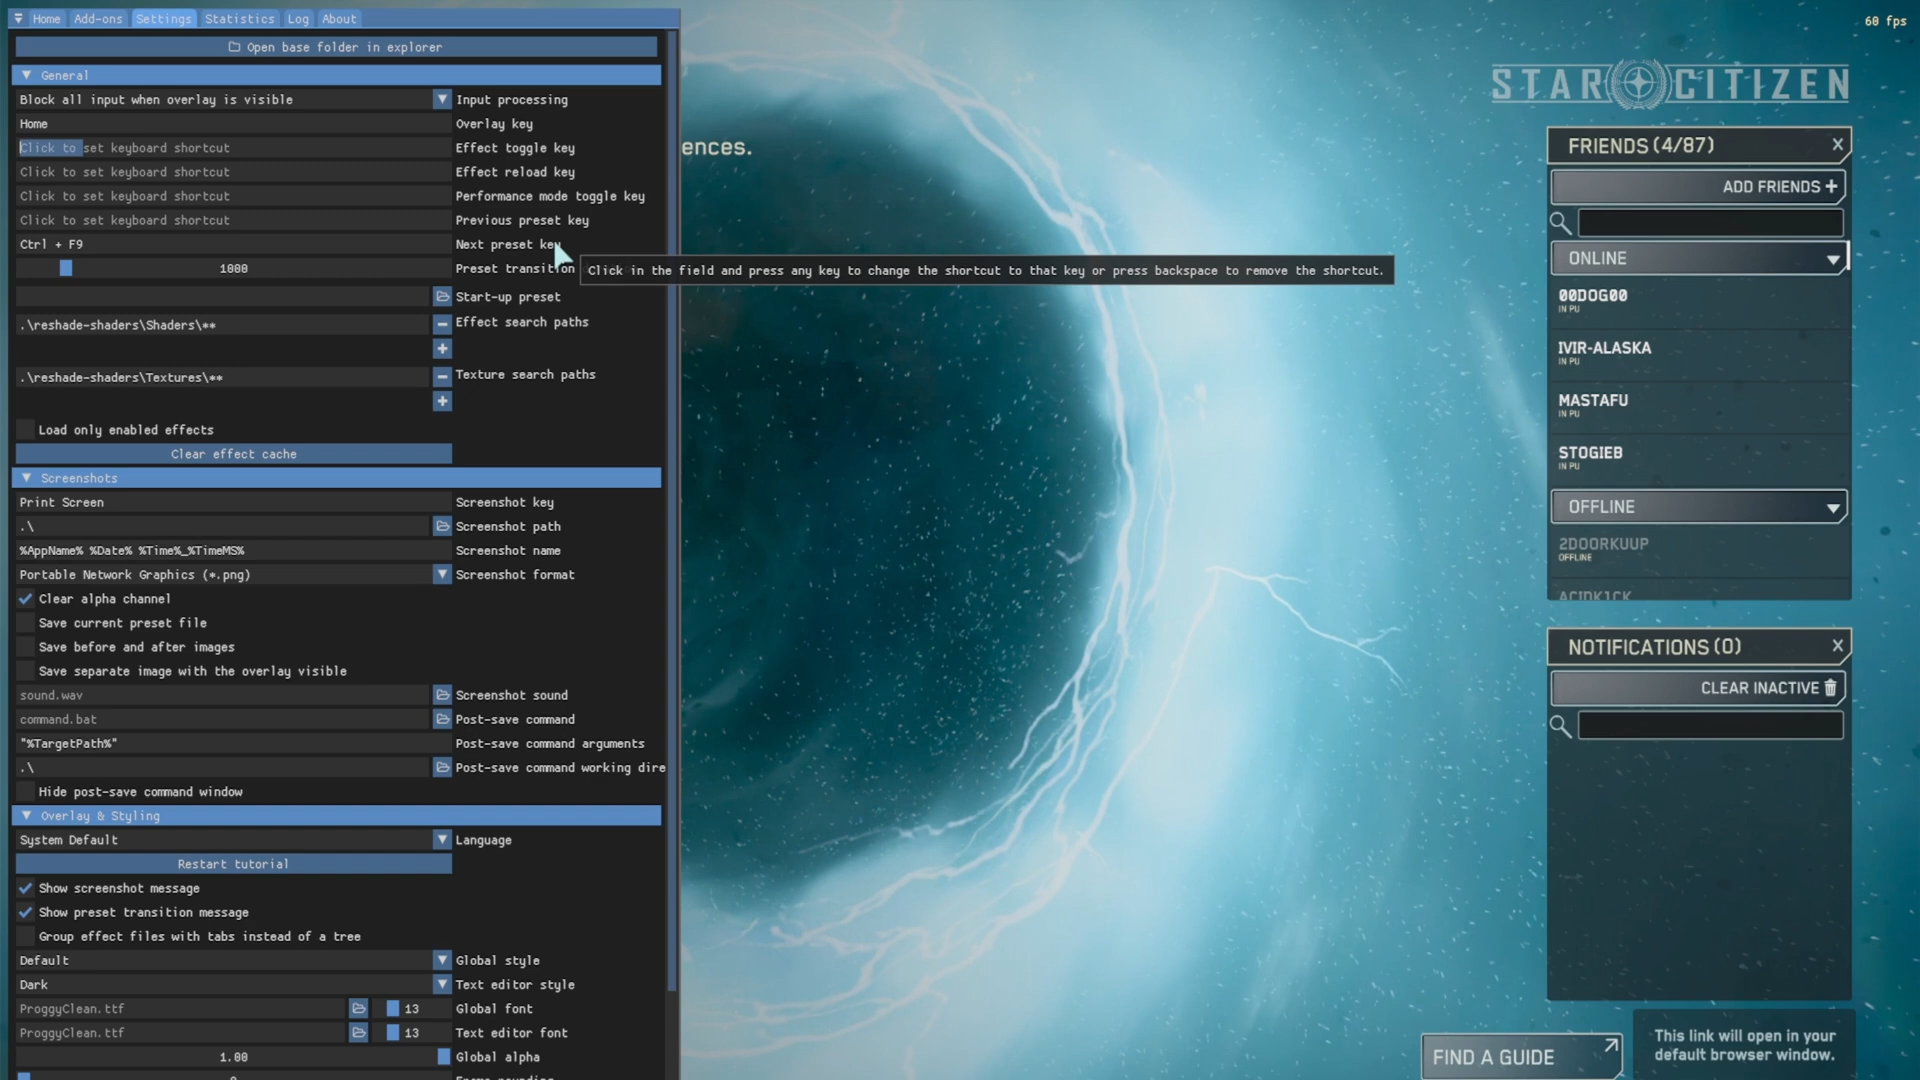 Home Add-ons Settings Statistics Log About
Open base folder in explorer
General
Block all input when overlay is visible Input processing
Home Overlay key
Click to set keyboard shortcut Effect toggle key
Click to set keyboard shortcut Effect reload key
Click to set keyboard shortcut Performance mode toggle key
Click to set keyboard shortcut Previous preset key
Ctrl + F9 Next preset key
1000 Preset transition
Click in the field and press any key to change the shortcut to that key or press backspace to remove the shortcut.
Start-up preset
.\reshade-shaders\Shaders\** Effect search paths
.\reshade-shaders\Textures\** Texture search paths
Load only enabled effects
Clear effect cache
Screenshots
Print Screen Screenshot key
.\ Screenshot path
%AppName% %Date% %Time%_%TimeMS% Screenshot name
Portable Network Graphics (*.png) Screenshot format
Clear alpha channel
Save current preset file
Save before and after images
Save separate image with the overlay visible
sound.wav Screenshot sound
command.bat Post-save command
"%TargetPath%" Post-save command arguments
.\ Post-save command working dire
Hide post-save command window
Overlay & Styling
System Default Language
Restart tutorial
Show screenshot message
Show preset transition message
Group effect files with tabs instead of a tree
Default Global style
Dark Text editor style
ProggyClean.ttf 13 Global font
ProggyClean.ttf 13 Text editor font
1.00 Global alpha
ences.
60 fps
STAR CITIZEN
FRIENDS (4/87)
ADD FRIENDS +
ONLINE
00DOG00
IN PU
IVIR-ALASKA
IN PU
MASTAFU
IN PU
STOGIEB
IN PU
OFFLINE
2DOORKUUP
OFFLINE
ACIDK1CK
NOTIFICATIONS (0)
CLEAR INACTIVE
FIND A GUIDE
This link will open in your
default browser window.